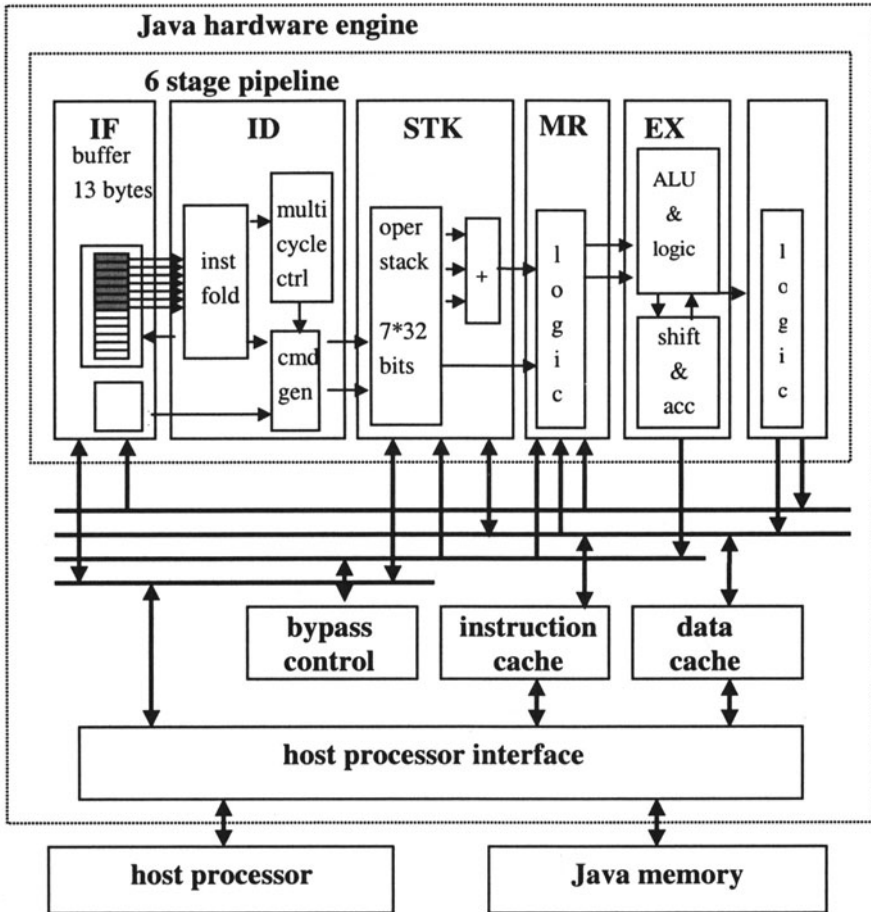 Java hardware engine
6 stage pipeline
IF
buffer
13 bytes
ID
inst
fold
multi
cycle
ctrl
cmd
gen
STK
oper
stack
7*32
bits
+
MR
l
o
g
i
c
EX
ALU
&
logic
shift
&
acc
l
o
g
i
c
bypass
control
instruction
cache
data
cache
host processor interface
host processor
Java memory